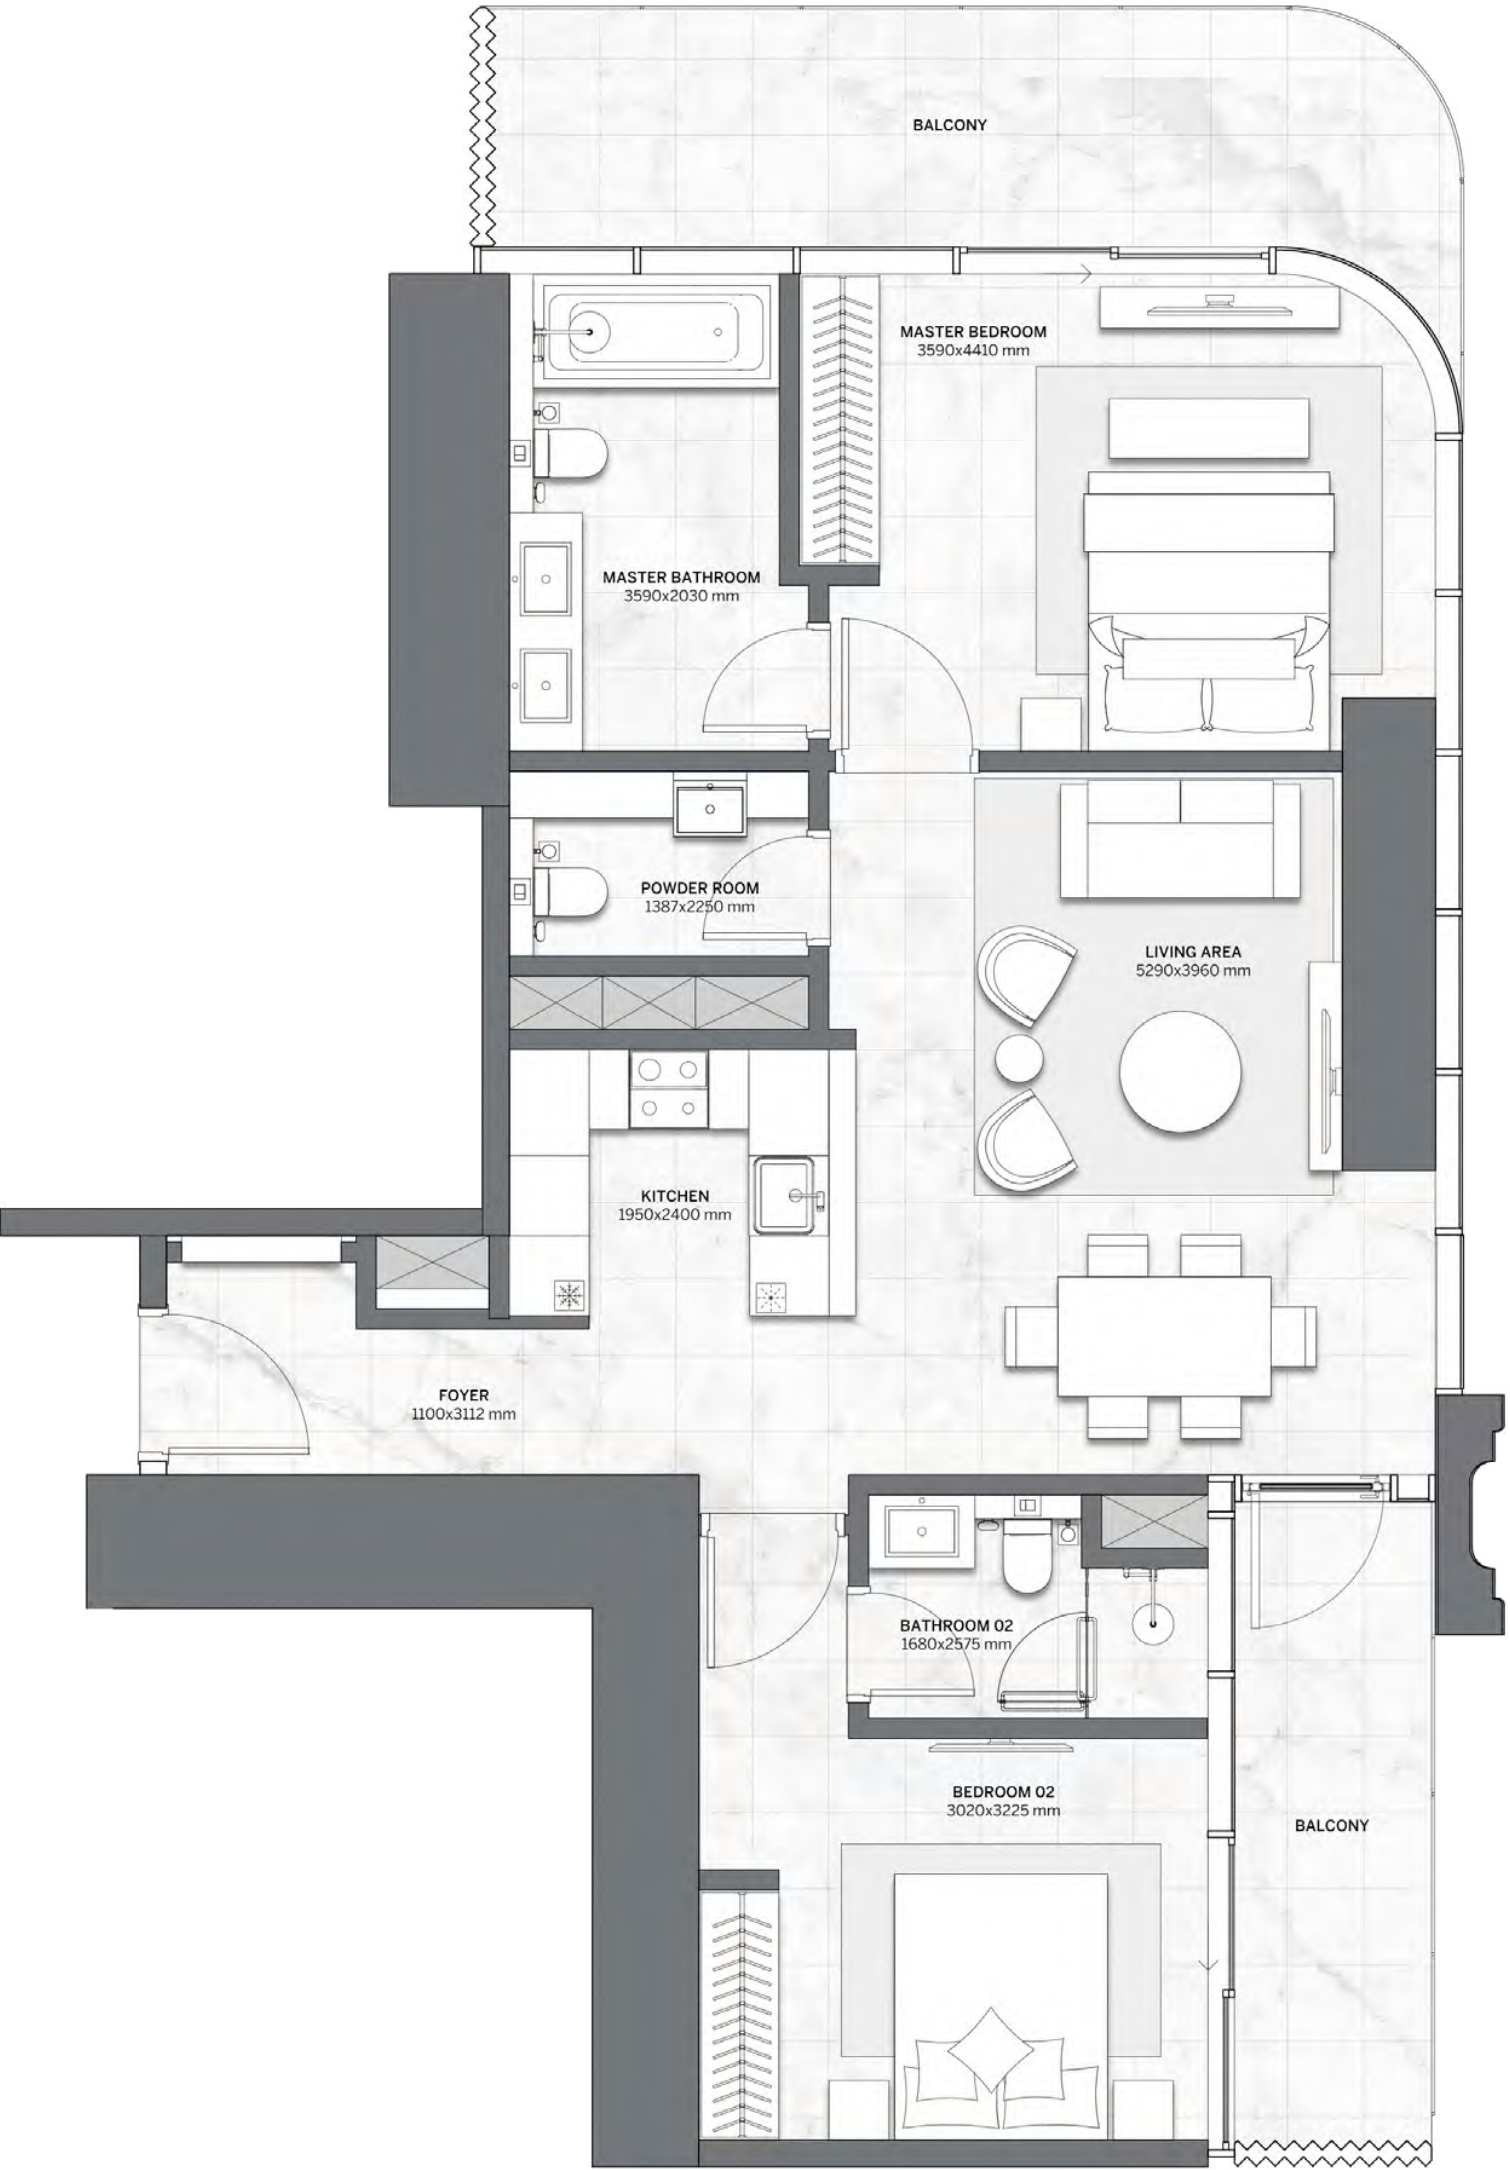 BALCONY
MASTER BEDROOM
3590x4410 mm
MASTER BATHROOM
3590x2030 mm
POWDER ROOM
1387x2250 mm
LIVING AREA
5290x3960 mm
KITCHEN
1950x2400 mm
FOYER
1100x3112 mm
BATHROOM 02
1680x2575 mm
BEDROOM 02
3020x3225 mm
BALCONY